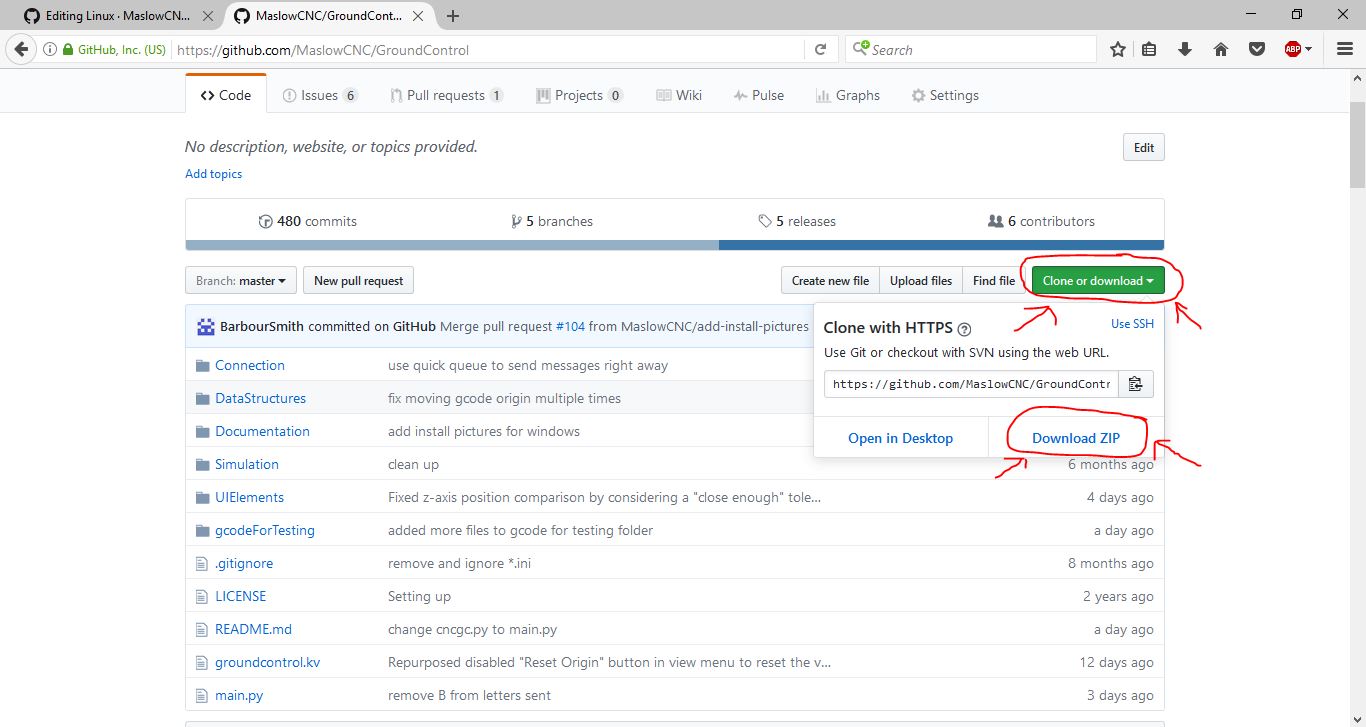 Editing Linux · MaslowCN...
MaslowCNC/GroundCont...
GitHub, Inc. (US)
https://github.com/MaslowCNC/GroundControl
Search
ABP
Code
Issues 6
Pull requests 1
Projects 0
Wiki
Pulse
Graphs
Settings
No description, website, or topics provided.
Edit
Add topics
480 commits
5 branches
5 releases
6 contributors
Branch: master
New pull request
Create new file
Upload files
Find file
Clone or download
BarbourSmith committed on GitHub Merge pull request #104 from MaslowCNC/add-install-pictures
Clone with HTTPS
Use SSH
Use Git or checkout with SVN using the web URL.
https://github.com/MaslowCNC/GroundContr
Open in Desktop
Download ZIP
Connection use quick queue to send messages right away
DataStructures fix moving gcode origin multiple times
Documentation add install pictures for windows
Simulation clean up 6 months ago
UIElements Fixed z-axis position comparison by considering a "close enough" tole... 4 days ago
gcodeForTesting added more files to gcode for testing folder a day ago
.gitignore remove and ignore *.ini 8 months ago
LICENSE Setting up 2 years ago
README.md change cncgc.py to main.py a day ago
groundcontrol.kv Repurposed disabled "Reset Origin" button in view menu to reset the v... 12 days ago
main.py remove B from letters sent 3 days ago